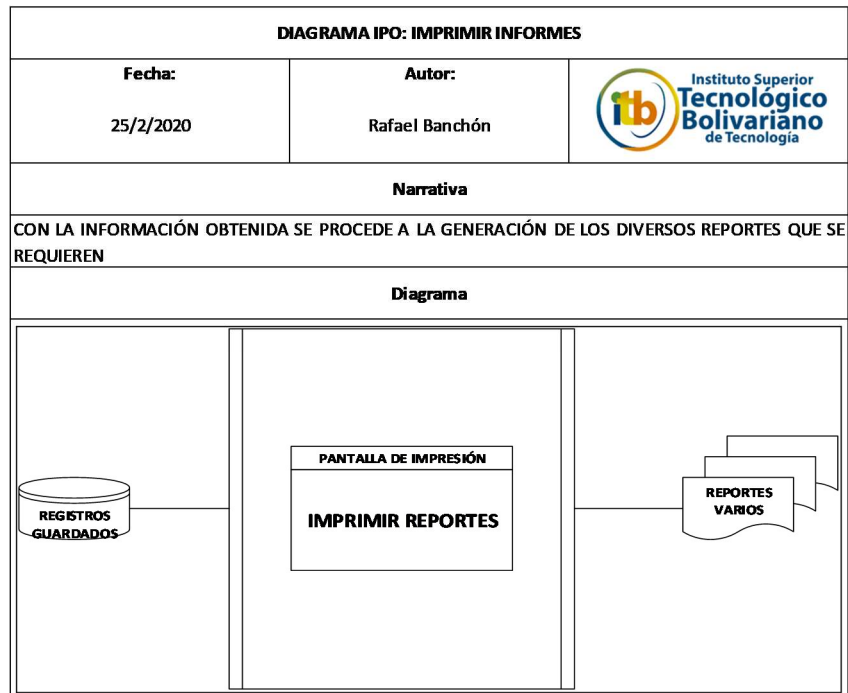 DIAGRAMA IPO: IMPRIMIR INFORMES
Fecha:
25/2/2020
Autor:
Rafael Banchón
itb
Instituto Superior
Tecnológico
Bolivariano
de Tecnología
Narrativa
CON LA INFORMACIÓN OBTENIDA SE PROCEDE A LA GENERACIÓN DE LOS DIVERSOS REPORTES QUE SE
REQUIEREN
Diagrama
REGISTROS
GUARDADOS
PANTALLA DE IMPRESIÓN
IMPRIMIR REPORTES
REPORTES
VARIOS